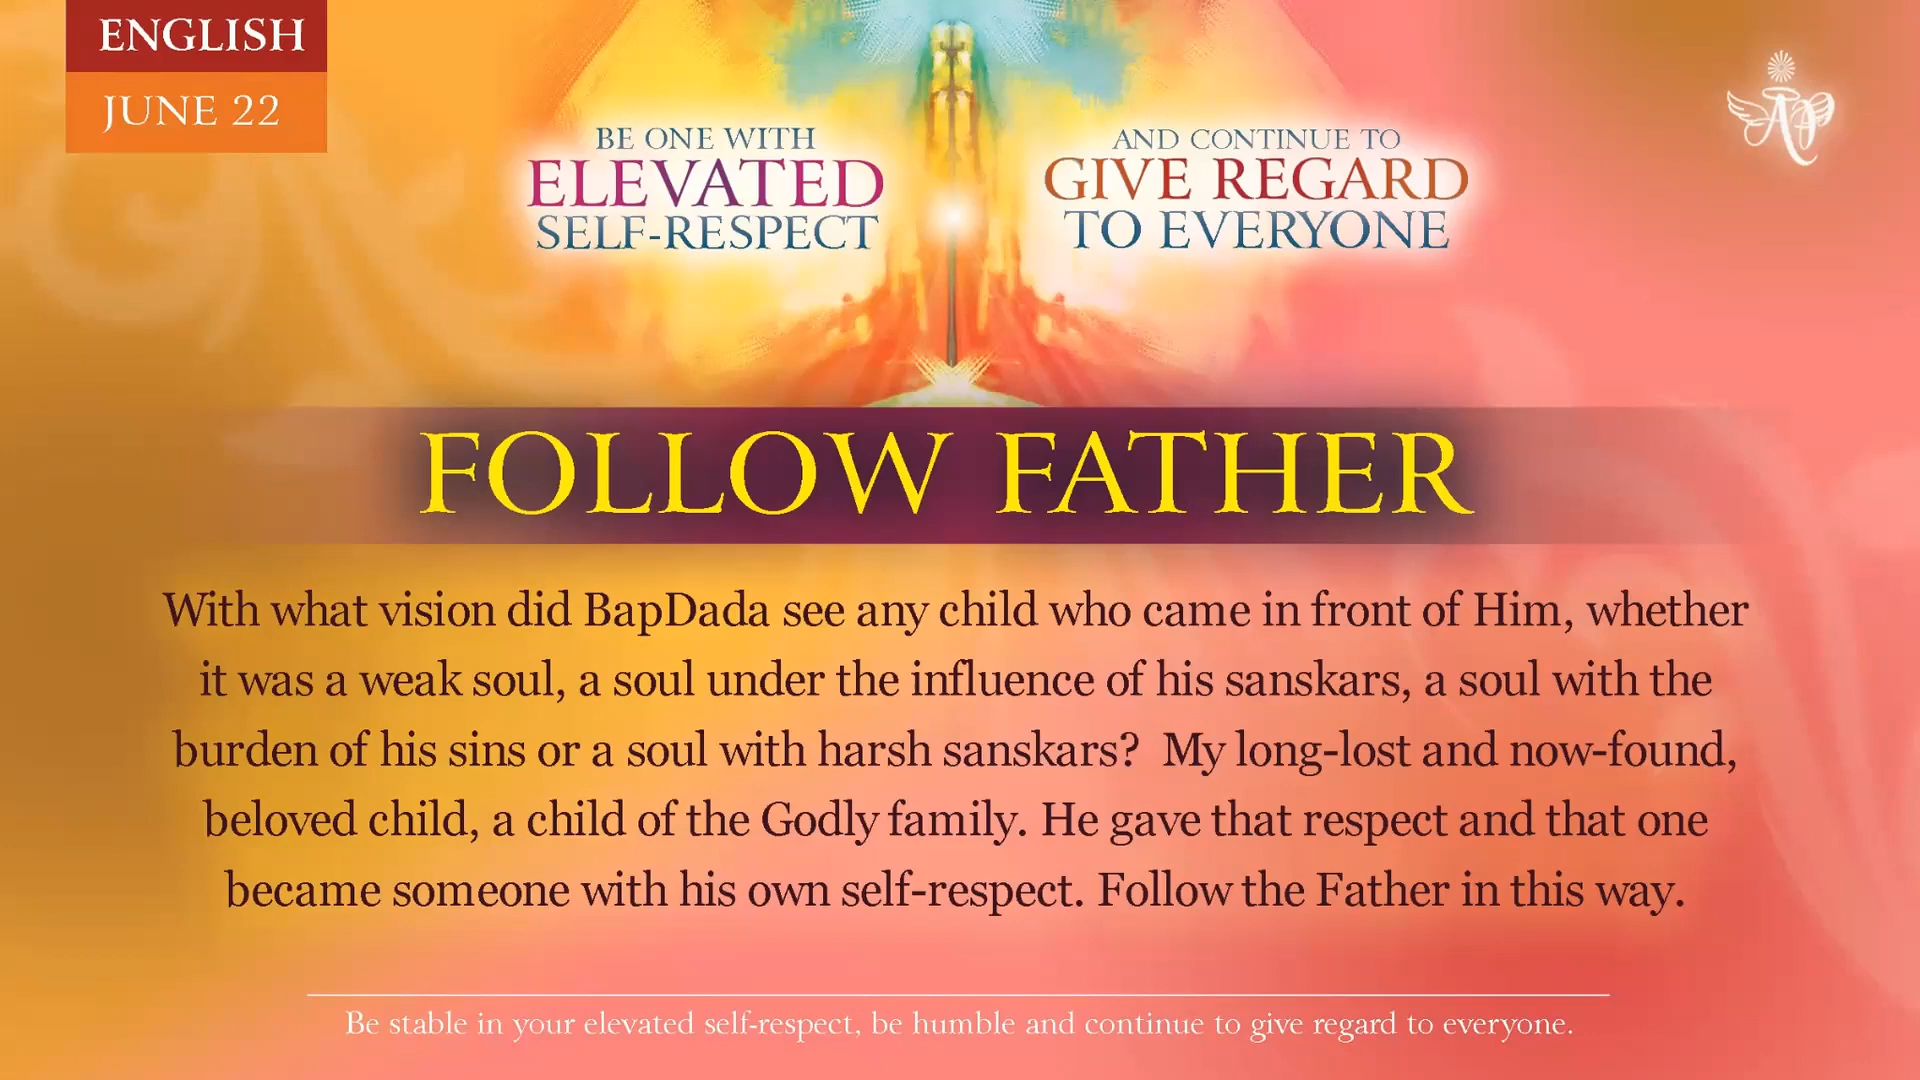 ENGLISH
JUNE 22
BE ONE WITH
ELEVATED
SELF-RESPECT
AND CONTINUE TO
GIVE REGARD
TO EVERYONE
FOLLOW FATHER
With what vision did BapDada see any child who came in front of Him, whether
it was a weak soul, a soul under the influence of his sanskars, a soul with the
burden of his sins or a soul with harsh sanskars?  My long-lost and now-found,
beloved child, a child of the Godly family. He gave that respect and that one
became someone with his own self-respect. Follow the Father in this way.
Be stable in your elevated self-respect, be humble and continue to give regard to everyone.